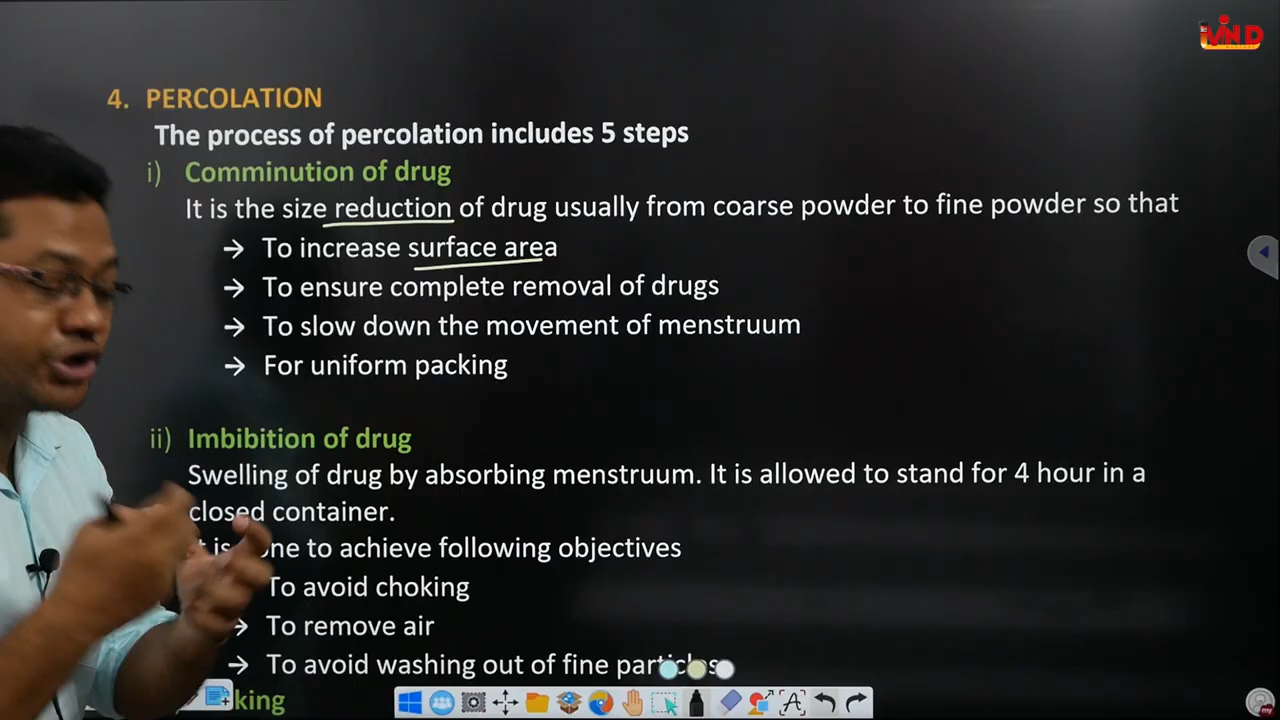 4. PERCOLATION
The process of percolation includes 5 steps
i) Comminution of drug
It is the size reduction of drug usually from coarse powder to fine powder so that
→ To increase surface area
→ To ensure complete removal of drugs
→ To slow down the movement of menstruum
→ For uniform packing
ii) Imbibition of drug
Swelling of drug by absorbing menstruum. It is allowed to stand for 4 hour in a
closed container.
to achieve following objectives
To avoid choking
→ To remove air
→ To avoid washing out of fine particles